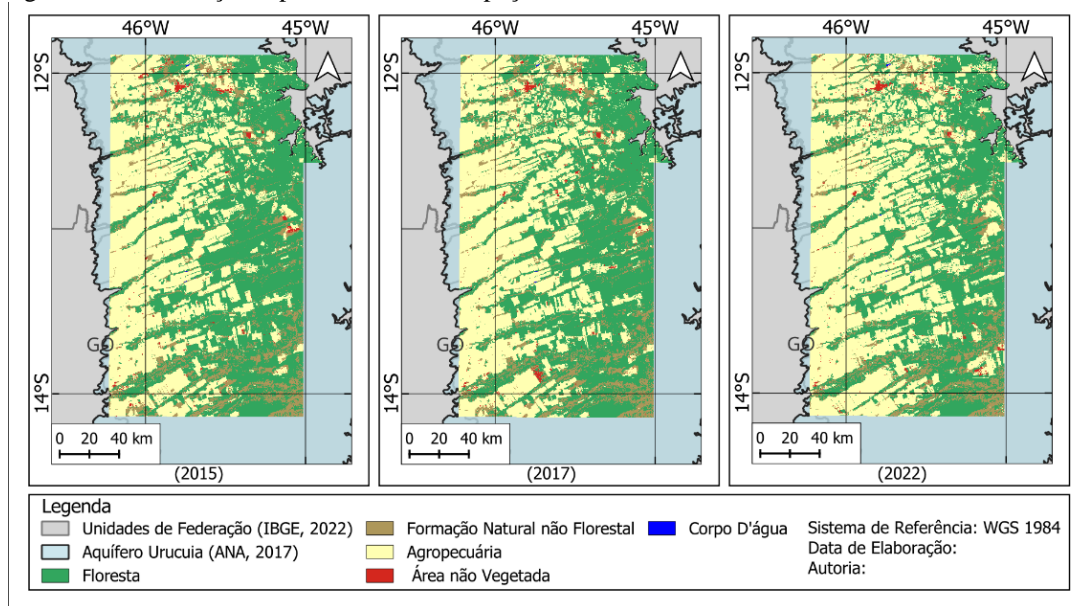 46°W 45°W 46°W 45°W 46°W 45°W
12°S 12°S 12°S
GO GO GO
14°S 14°S 14°S
0 20 40 km 0 20 40 km 0 20 40 km
(2015) (2017) (2022)
Legenda
Unidades de Federação (IBGE, 2022) Formação Natural não Florestal Corpo D'água Sistema de Referência: WGS 1984
Aquífero Urucuia (ANA, 2017) Agropecuária Data de Elaboração:
Floresta Área não Vegetada Autoria: